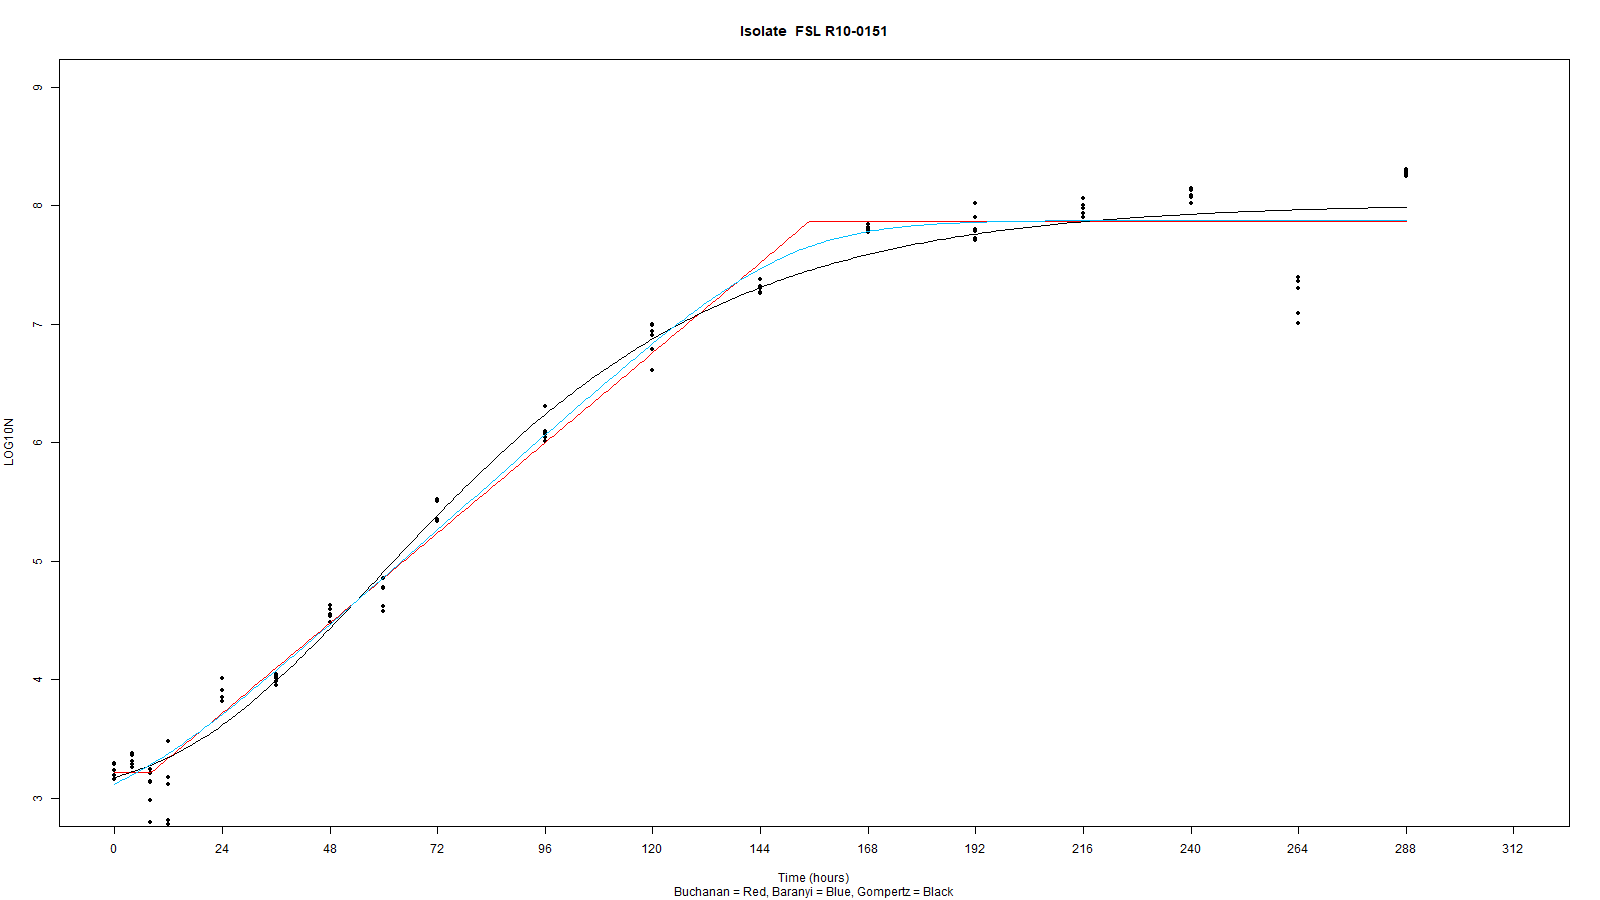 Isolate  FSL R10-0151
9
8
7
6
5
4
3
LOG10N
0 24 48 72 96 120 144 168 192 216 240 264 288 312
Time (hours)
Buchanan = Red, Baranyi = Blue, Gompertz = Black